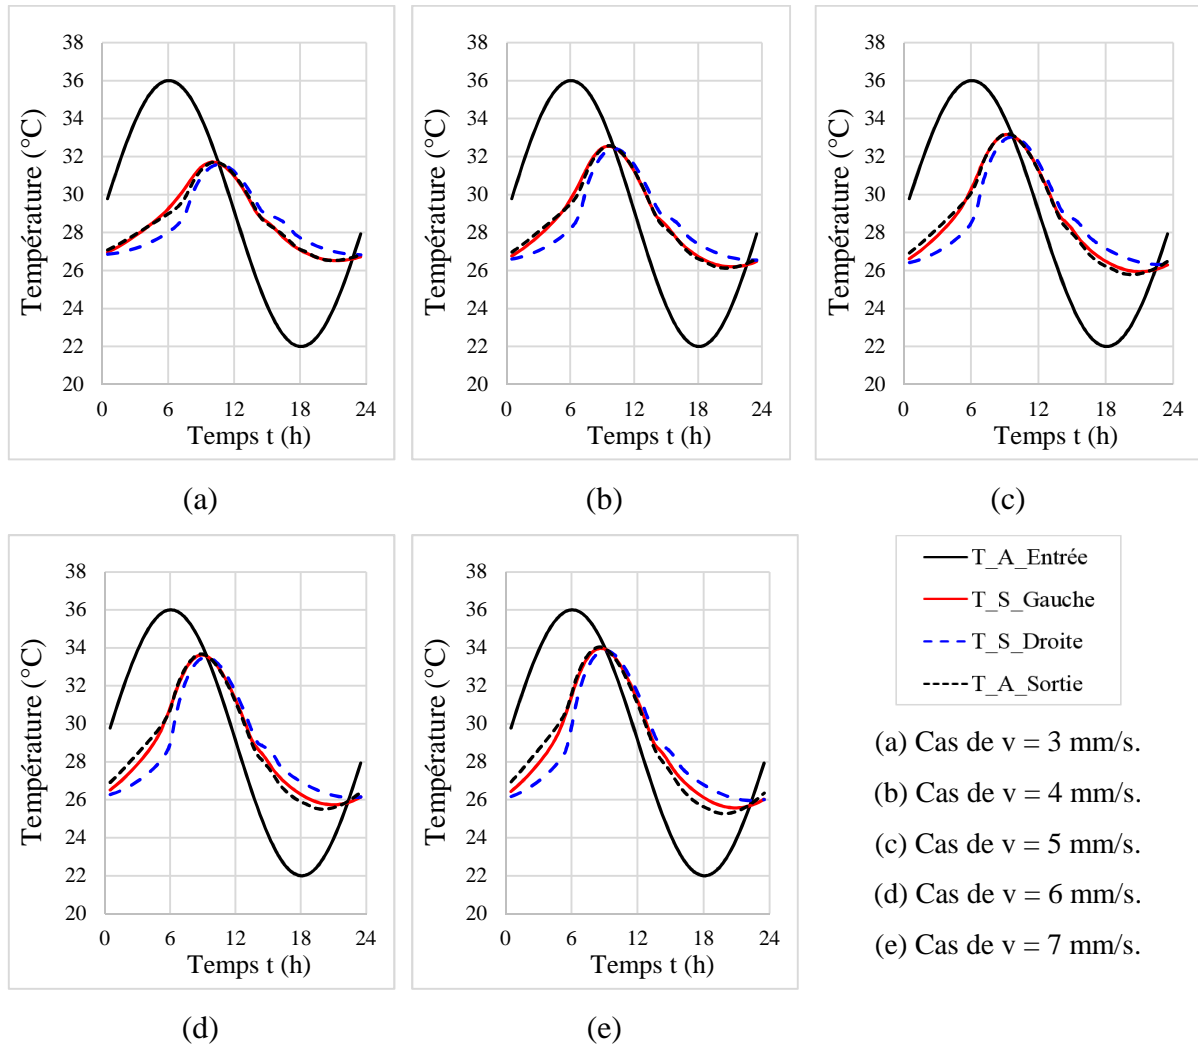 38
36
34
32
30
28
26
24
22
20
0 6 12 18 24
Température (°C)
Temps t (h)
(a)
38
36
34
32
30
28
26
24
22
20
0 6 12 18 24
Température (°C)
Temps t (h)
(b)
38
36
34
32
30
28
26
24
22
20
0 6 12 18 24
Température (°C)
Temps t (h)
(c)
38
36
34
32
30
28
26
24
22
20
0 6 12 18 24
Température (°C)
Temps t (h)
(d)
38
36
34
32
30
28
26
24
22
20
0 6 12 18 24
Température (°C)
Temps t (h)
(e)
T_A_Entrée
T_S_Gauche
T_S_Droite
T_A_Sortie
(a) Cas de v = 3 mm/s.
(b) Cas de v = 4 mm/s.
(c) Cas de v = 5 mm/s.
(d) Cas de v = 6 mm/s.
(e) Cas de v = 7 mm/s.